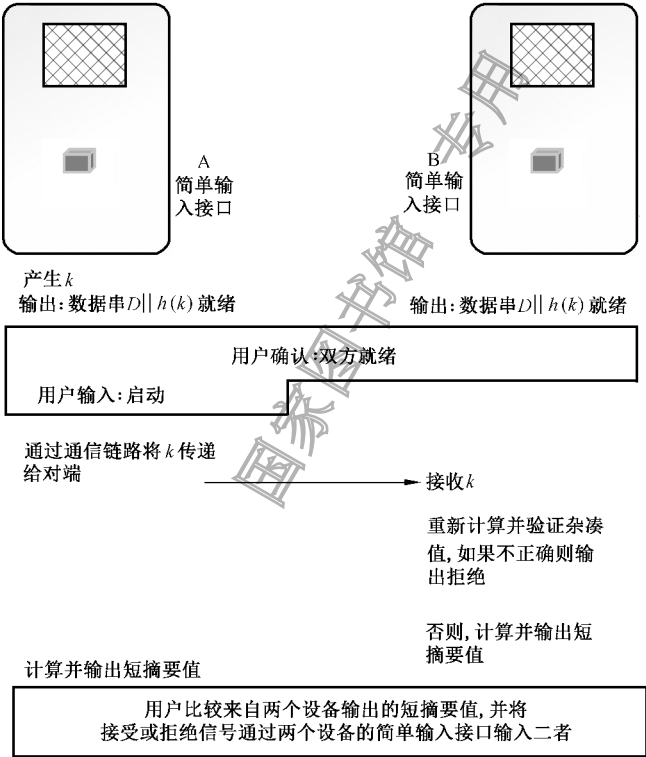 A
简单输
入接口
B
简单输
入接口
产生k
输出:数据串D|| h(k) 就绪
输出:数据串D|| h(k) 就绪
用户确认:双方就绪
用户输入:启动
通过通信链路将 k 传递
给对端
接收k
重新计算并验证杂凑
值,如果不正确则输
出拒绝
否则,计算并输出短
摘要值
计算并输出短摘要值
用户比较来自两个设备输出的短摘要值,并将
接受或拒绝信号通过两个设备的简单输入接口输入二者
国家图书馆专用